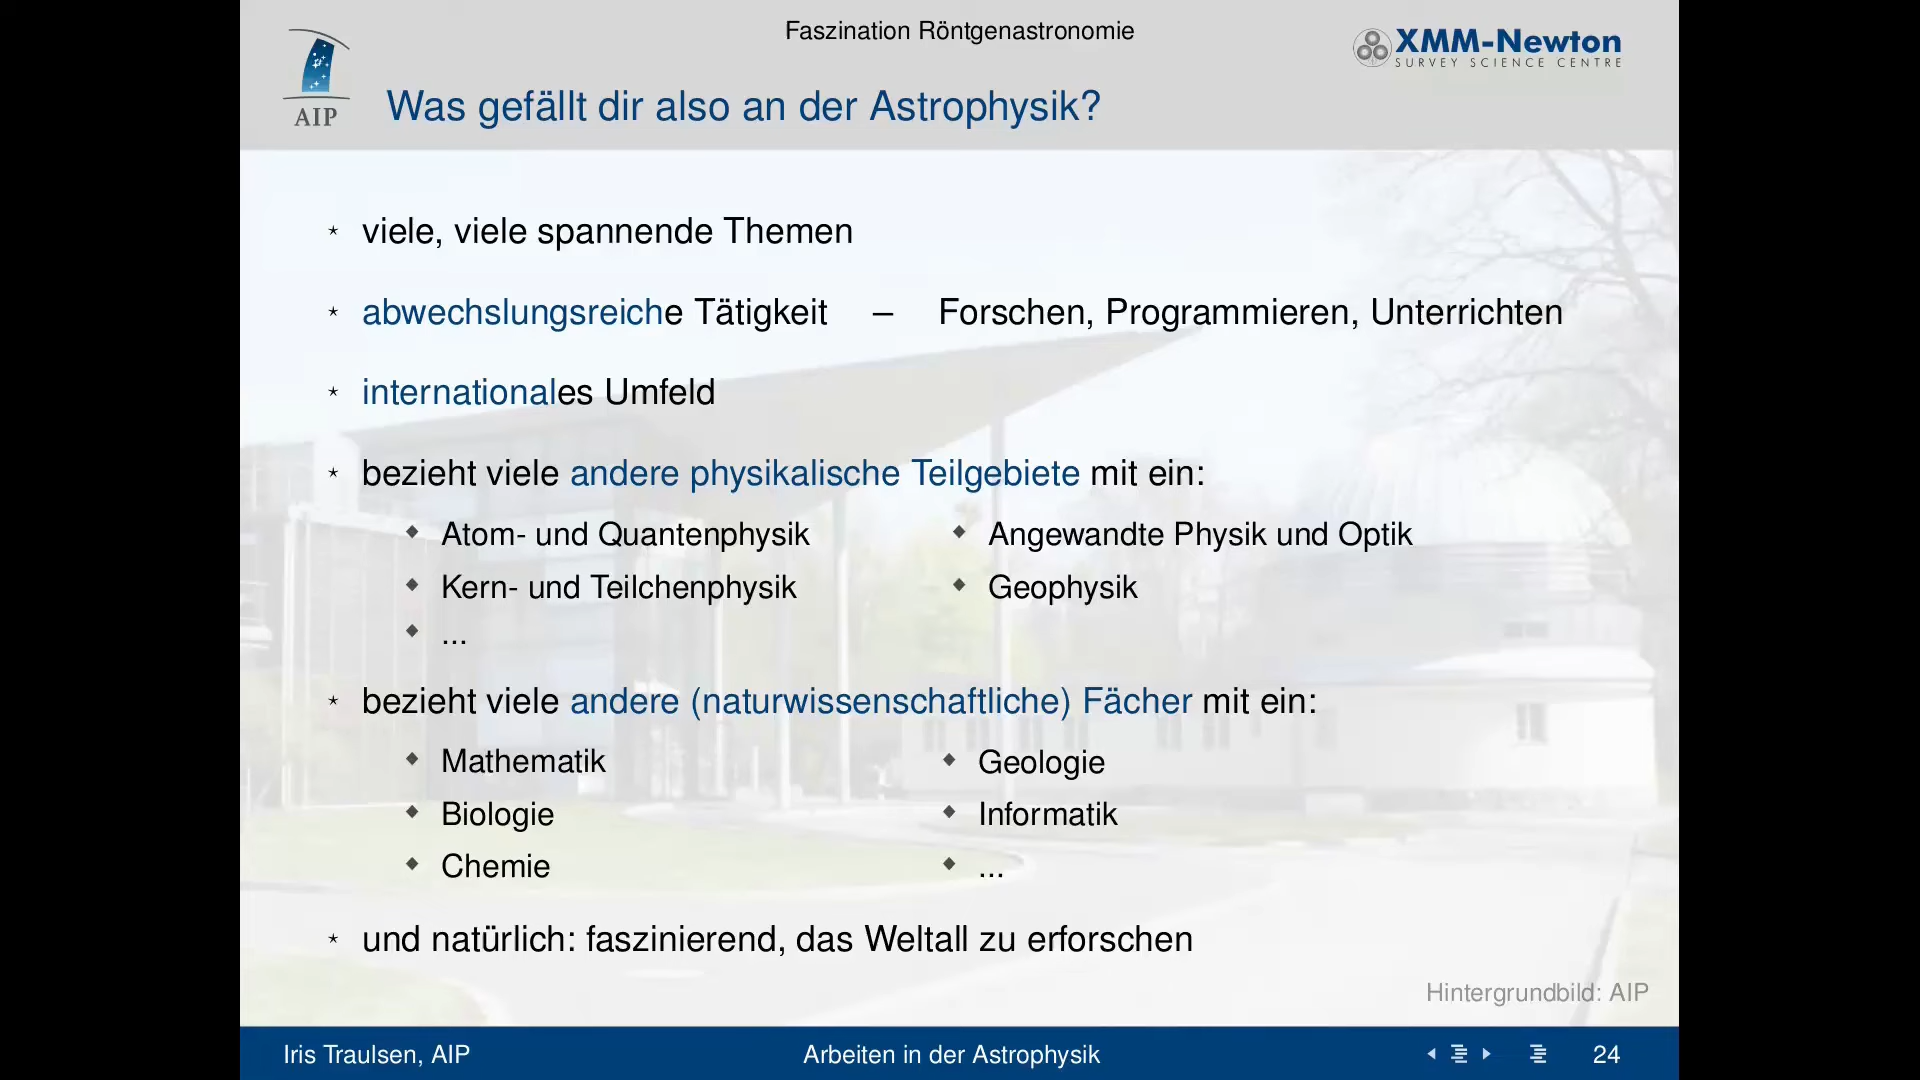 Faszination Röntgenastronomie
XMM-Newton
SURVEY SCIENCE CENTRE
AIP
Was gefällt dir also an der Astrophysik?
viele, viele spannende Themen
abwechslungsreiche Tätigkeit – Forschen, Programmieren, Unterrichten
internationales Umfeld
bezieht viele andere physikalische Teilgebiete mit ein:
Atom- und Quantenphysik
Kern- und Teilchenphysik
...
Angewandte Physik und Optik
Geophysik
bezieht viele andere (naturwissenschaftliche) Fächer mit ein:
Mathematik
Biologie
Chemie
Geologie
Informatik
...
und natürlich: faszinierend, das Weltall zu erforschen
Hintergrundbild: AIP
Iris Traulsen, AIP
Arbeiten in der Astrophysik
24